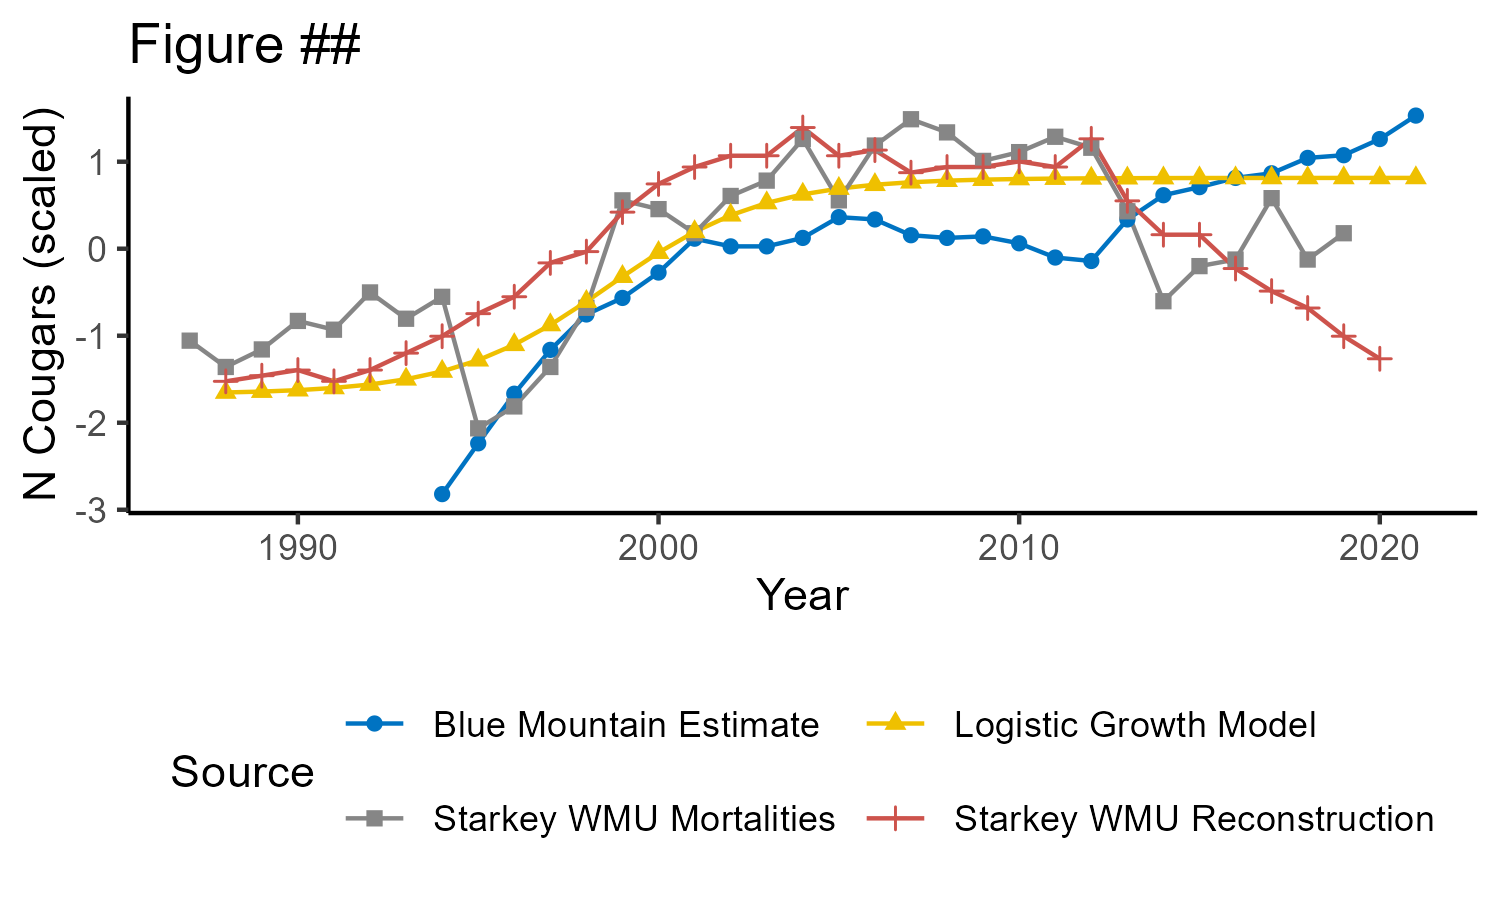 Figure ##
N Cougars (scaled)
1
0
-1
-2
-3
1990 2000 2010 2020
Year
Source
Blue Mountain Estimate Logistic Growth Model
Starkey WMU Mortalities Starkey WMU Reconstruction